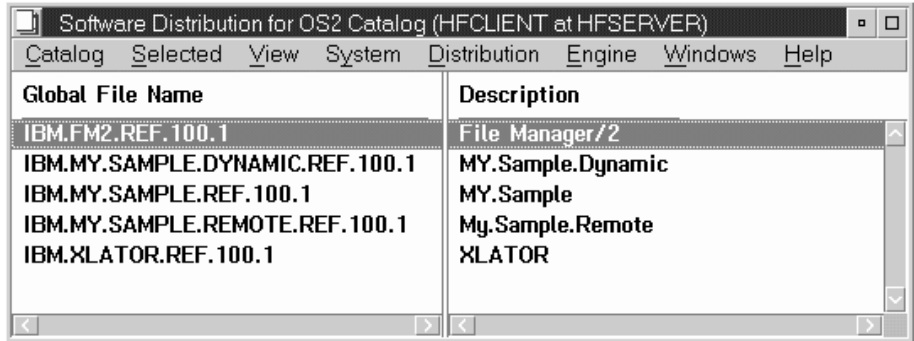 Software Distribution for OS2 Catalog (HFCLIENT at HFSERVER)
Catalog Selected View System Distribution Engine Windows Help
Global File Name Description
IBM.FM2.REF.100.1 File Manager/2
IBM.MY.SAMPLE.DYNAMIC.REF.100.1 MY.Sample.Dynamic
IBM.MY.SAMPLE.REF.100.1 MY.Sample
IBM.MY.SAMPLE.REMOTE.REF.100.1 My.Sample.Remote
IBM.XLATOR.REF.100.1 XLATOR